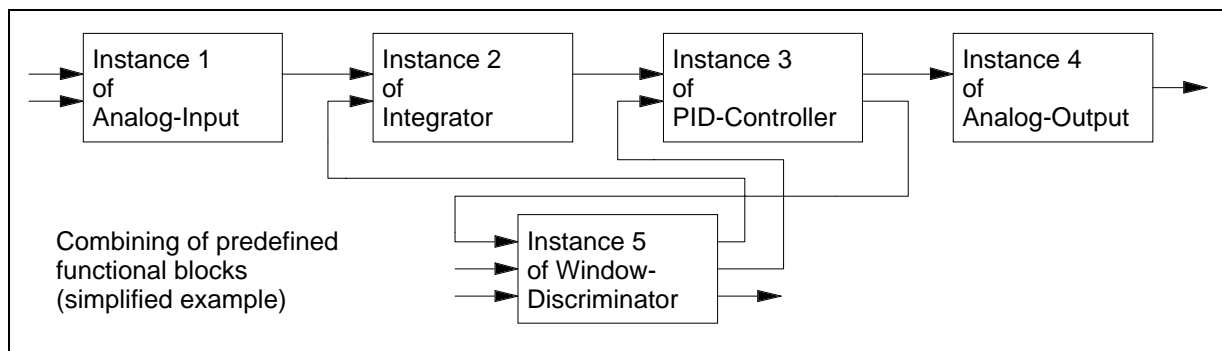 Instance 1
of
Analog-Input
Instance 2
of
Integrator
Instance 3
of
PID-Controller
Instance 4
of
Analog-Output
Combining of predefined
functional blocks
(simplified example)
Instance 5
of Window-
Discriminator